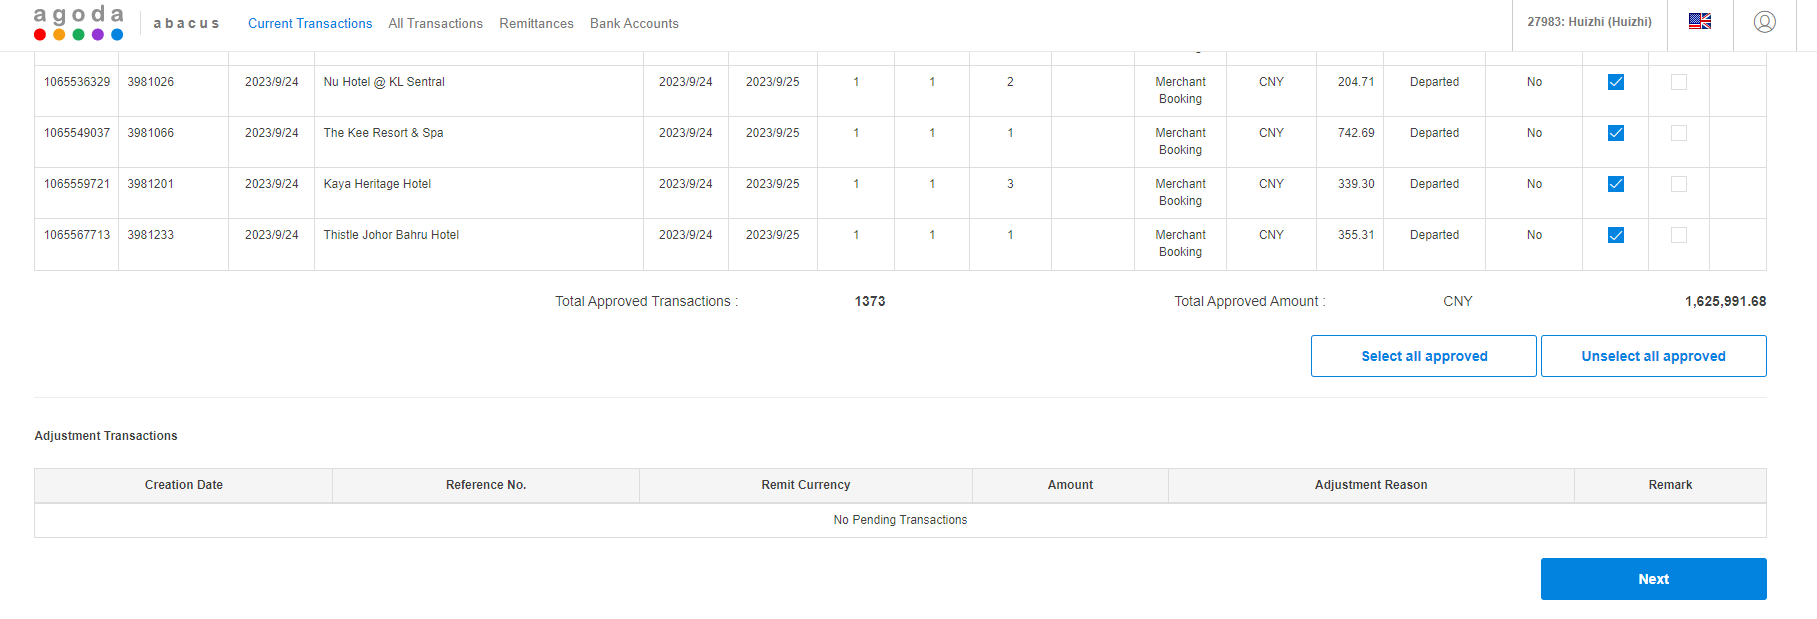 agoda
abacus Current Transactions All Transactions Remittances Bank Accounts 27983: Huizhi (Huizhi)
1065536329 3981026 2023/9/24 Nu Hotel @ KL Sentral 2023/9/24 2023/9/25 1 1 2 Merchant Booking CNY 204.71 Departed No
1065549037 3981066 2023/9/24 The Kee Resort & Spa 2023/9/24 2023/9/25 1 1 1 Merchant Booking CNY 742.69 Departed No
1065559721 3981201 2023/9/24 Kaya Heritage Hotel 2023/9/24 2023/9/25 1 1 3 Merchant Booking CNY 339.30 Departed No
1065567713 3981233 2023/9/24 Thistle Johor Bahru Hotel 2023/9/24 2023/9/25 1 1 1 Merchant Booking CNY 355.31 Departed No
Total Approved Transactions : 1373 Total Approved Amount : CNY 1,625,991.68
Select all approved Unselect all approved
Adjustment Transactions
Creation Date Reference No. Remit Currency Amount Adjustment Reason Remark
No Pending Transactions
Next